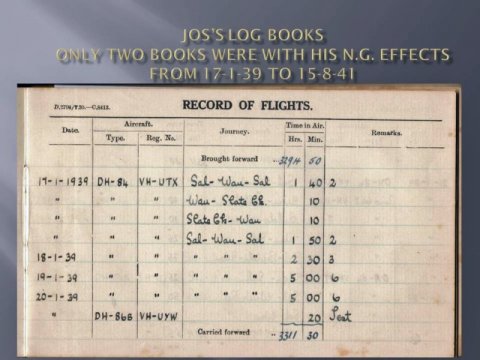 JOS'S LOG BOOKS
ONLY TWO BOOKS WERE WITH HIS N.G. EFFECTS
FROM 17-1-39 TO 15-8-41
RECORD OF FLIGHTS.
Date. Aircraft. Journey. Time in Air. Remarks.
Type. Reg. No. Hrs. Min.
Brought forward ...3294 50
17-1-1939 DH-84 VH-UTX Sal-Wau-Sal 1 40 2
" " " Wau-Slate Ck. 10
" " " Slate Ck-Wau 10
" " " Sal-Wau-Sal 1 50 2
18-1-39 " " " " " 2 30 3
19-1-39 " " " " " 5 00 6
20-1-39 " " " " " 5 00 6
" DH-86B VH-UYW 20 Test
Carried forward ...3311 30